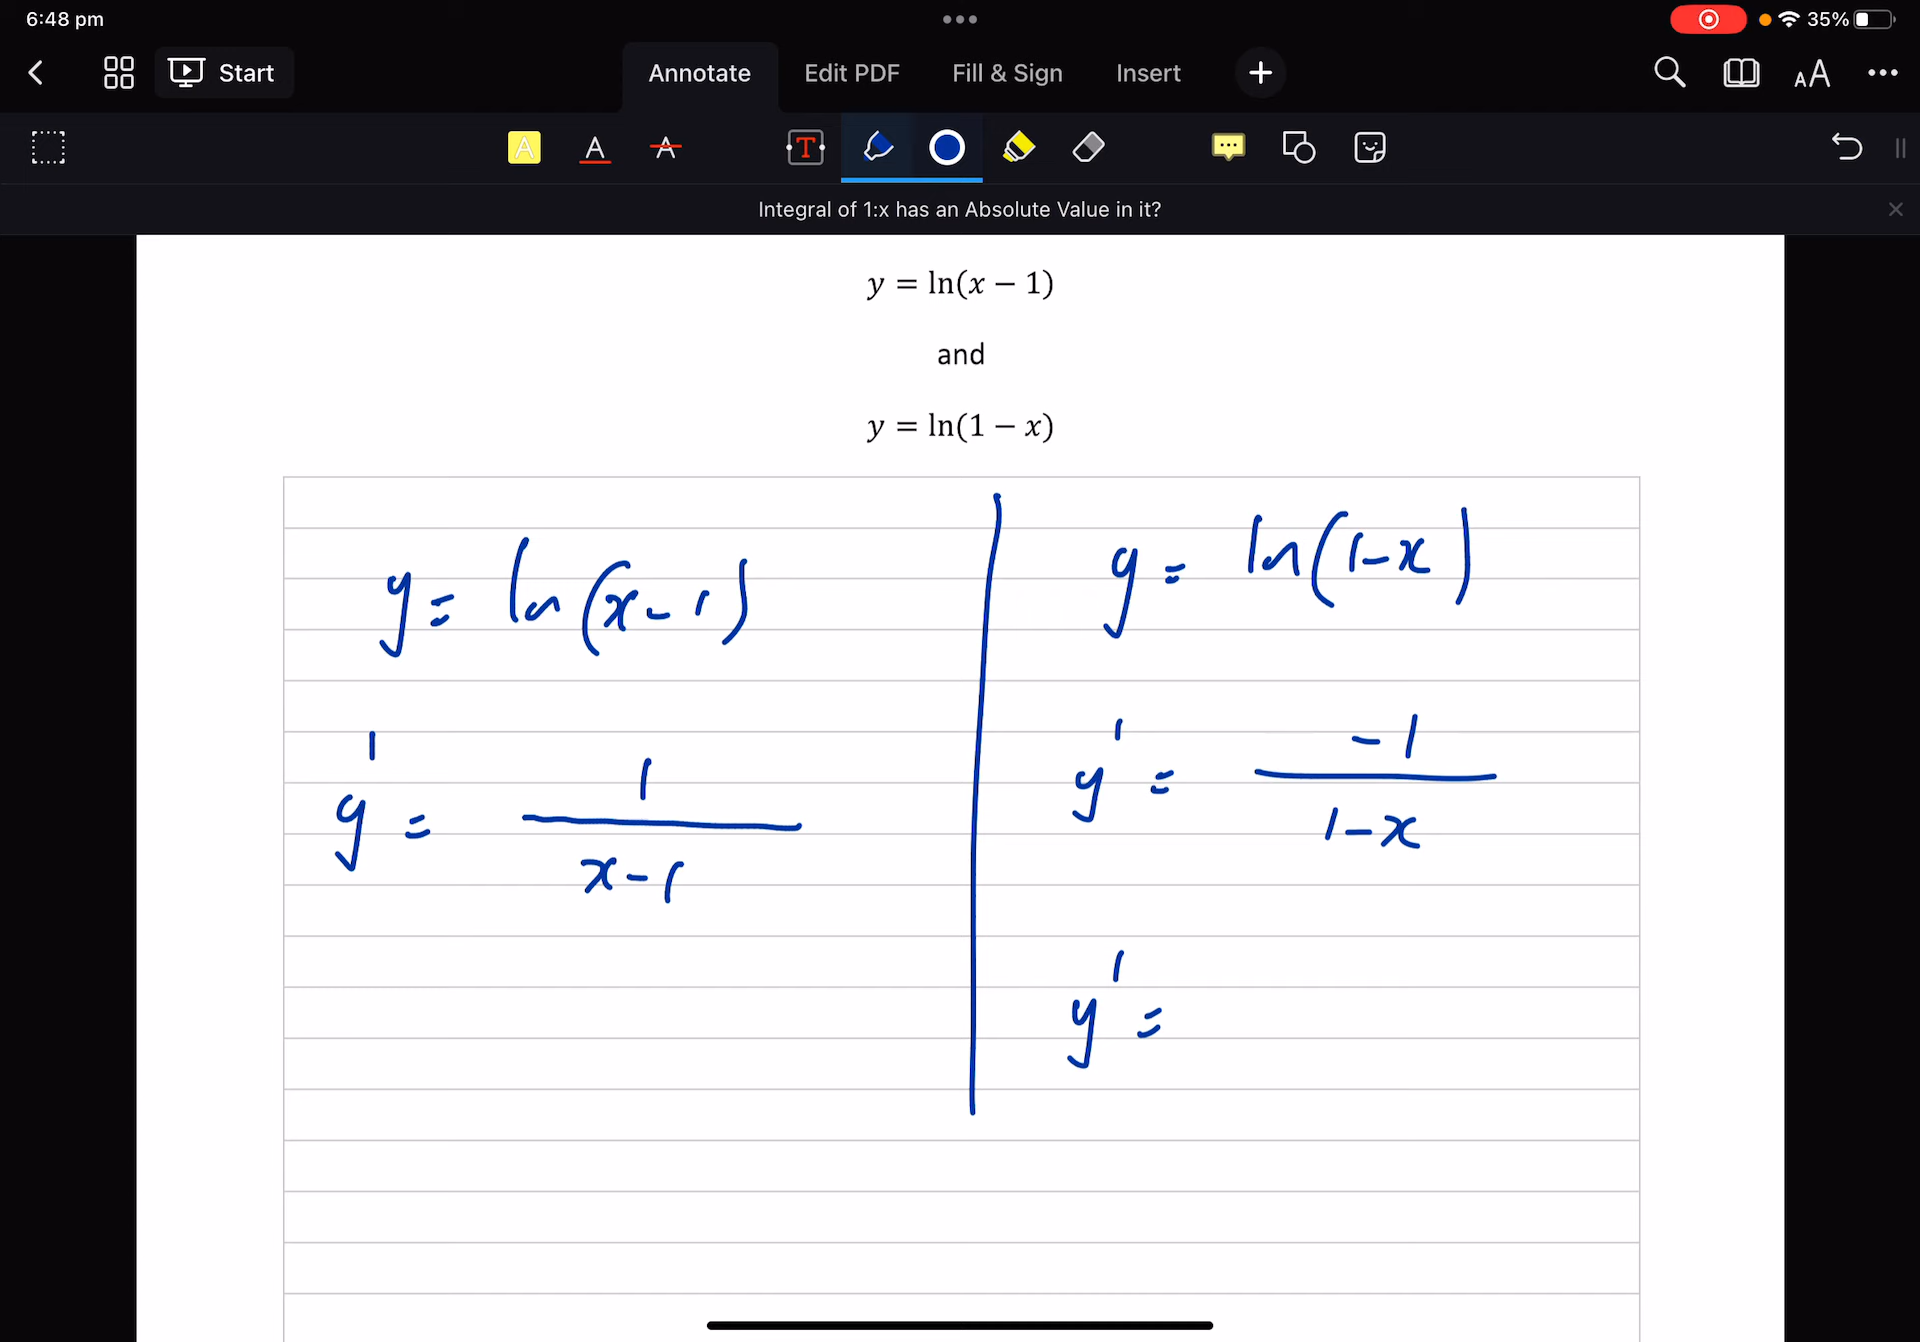 6:48 pm
35%
Start
Annotate
Edit PDF
Fill & Sign
Insert
AA
A A A T
Integral of 1:x has an Absolute Value in it?
y = ln(x − 1)
and
y = ln(1 − x)
y = ln(x-1)
y' = 1/(x-1)
y = ln(1-x)
y' = -1/(1-x)
y' =